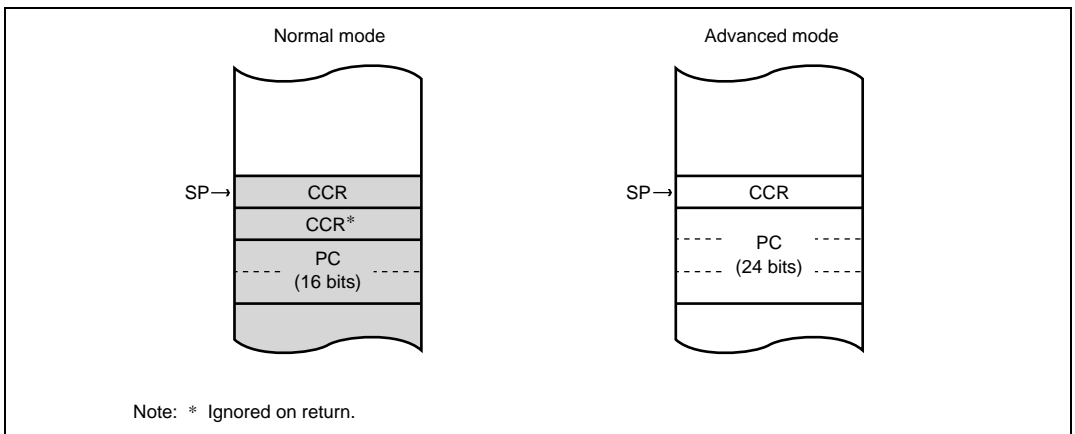 Normal mode
SP→
CCR
CCR*
PC
(16 bits)
Advanced mode
SP→
CCR
PC
(24 bits)
Note: * Ignored on return.